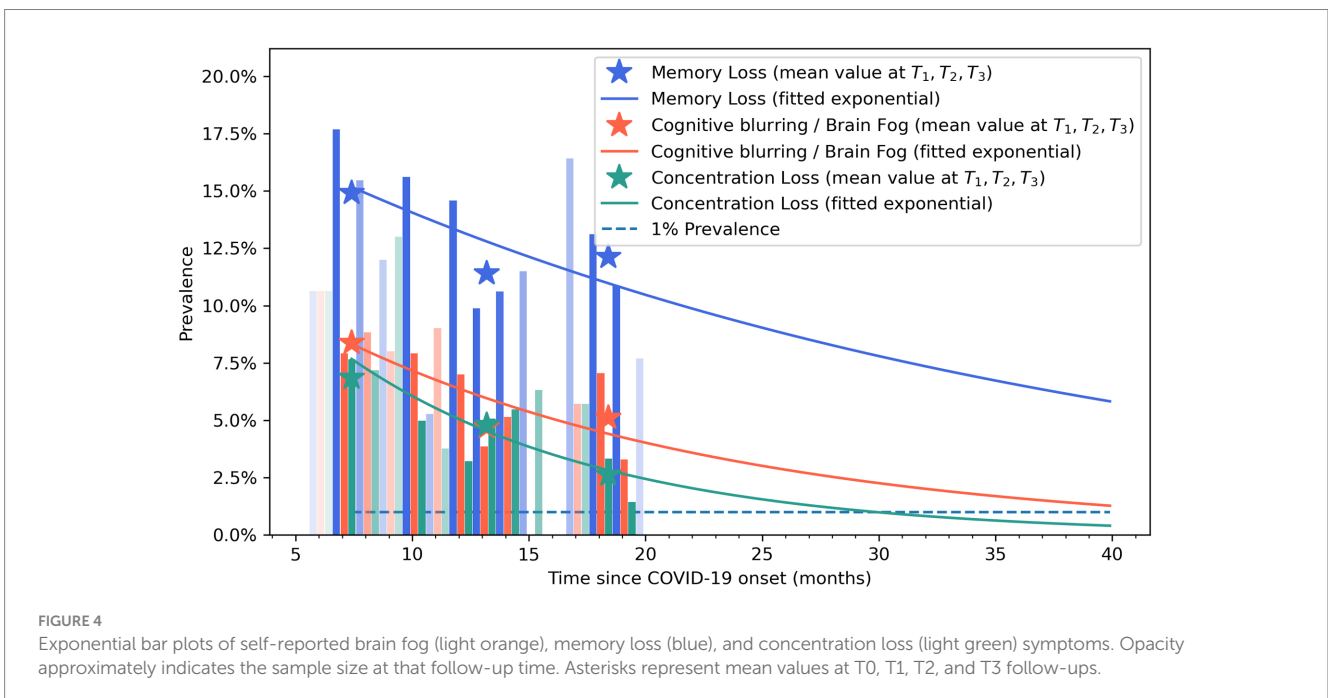 20.0%
17.5%
15.0%
12.5%
10.0%
7.5%
5.0%
2.5%
0.0%
Prevalence
Memory Loss (mean value at T₁, T₂, T₃)
Memory Loss (fitted exponential)
Cognitive blurring / Brain Fog (mean value at T₁, T₂, T₃)
Cognitive blurring / Brain Fog (fitted exponential)
Concentration Loss (mean value at T₁, T₂, T₃)
Concentration Loss (fitted exponential)
1% Prevalence
5 10 15 20 25 30 35 40
Time since COVID-19 onset (months)
FIGURE 4
Exponential bar plots of self-reported brain fog (light orange), memory loss (blue), and concentration loss (light green) symptoms. Opacity
approximately indicates the sample size at that follow-up time. Asterisks represent mean values at T0, T1, T2, and T3 follow-ups.